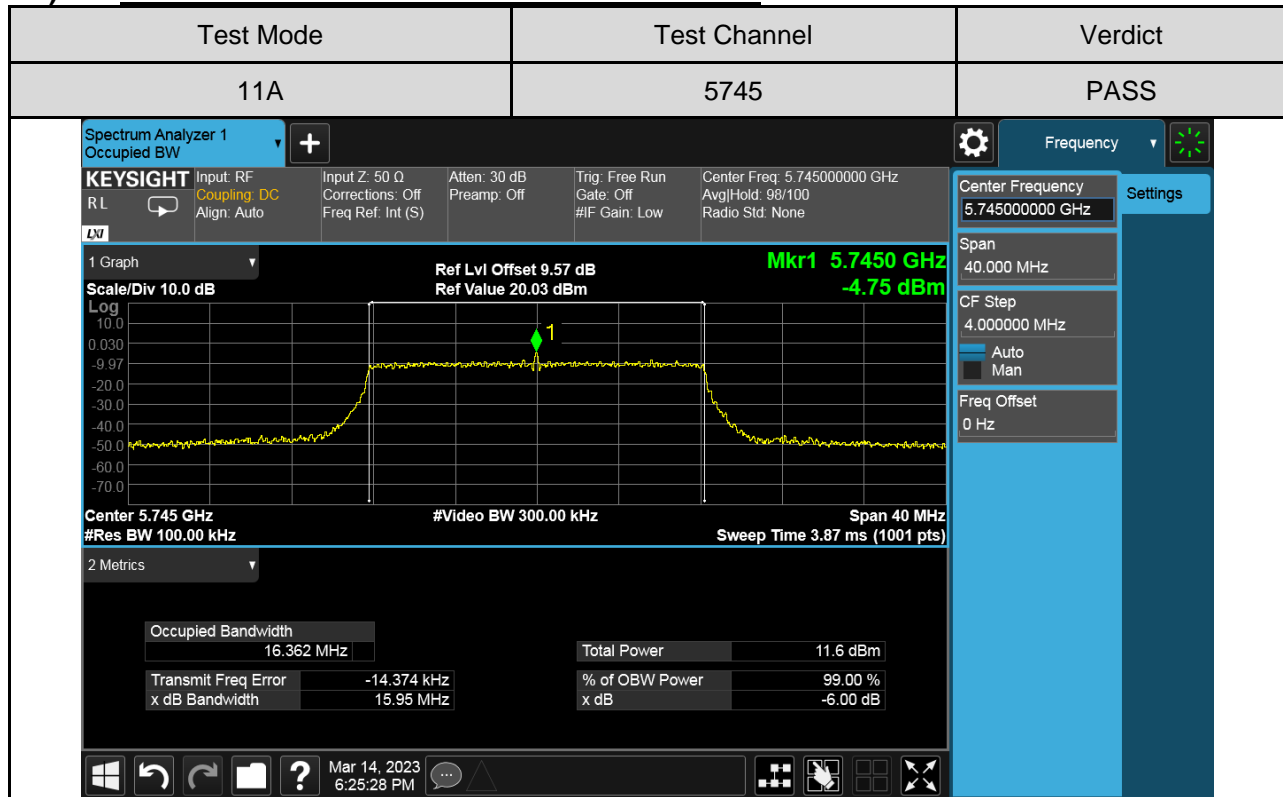 Test Mode Test Channel Verdict
11A 5745 PASS
Spectrum Analyzer 1
Occupied BW
+
Frequency
KEYSIGHT Input: RF Input Z: 50 Ω Atten: 30 dB Trig: Free Run Center Freq: 5.745000000 GHz
R L Coupling: DC Corrections: Off Preamp: Off Gate: Off Avg|Hold: 98/100
Align: Auto Freq Ref: Int (S) #IF Gain: Low Radio Std: None
LXI
Center Frequency
5.745000000 GHz
Settings
Span
40.000 MHz
CF Step
4.000000 MHz
Auto
Man
Freq Offset
0 Hz
1 Graph Ref Lvl Offset 9.57 dB Mkr1 5.7450 GHz
Scale/Div 10.0 dB Ref Value 20.03 dBm -4.75 dBm
Log
10.0
1
0.030
-9.97
-20.0
-30.0
-40.0
-50.0
-60.0
-70.0
Center 5.745 GHz #Video BW 300.00 kHz Span 40 MHz
#Res BW 100.00 kHz Sweep Time 3.87 ms (1001 pts)
2 Metrics
Occupied Bandwidth
16.362 MHz Total Power 11.6 dBm
Transmit Freq Error -14.374 kHz % of OBW Power 99.00 %
x dB Bandwidth 15.95 MHz x dB -6.00 dB
? Mar 14, 2023
6:25:28 PM